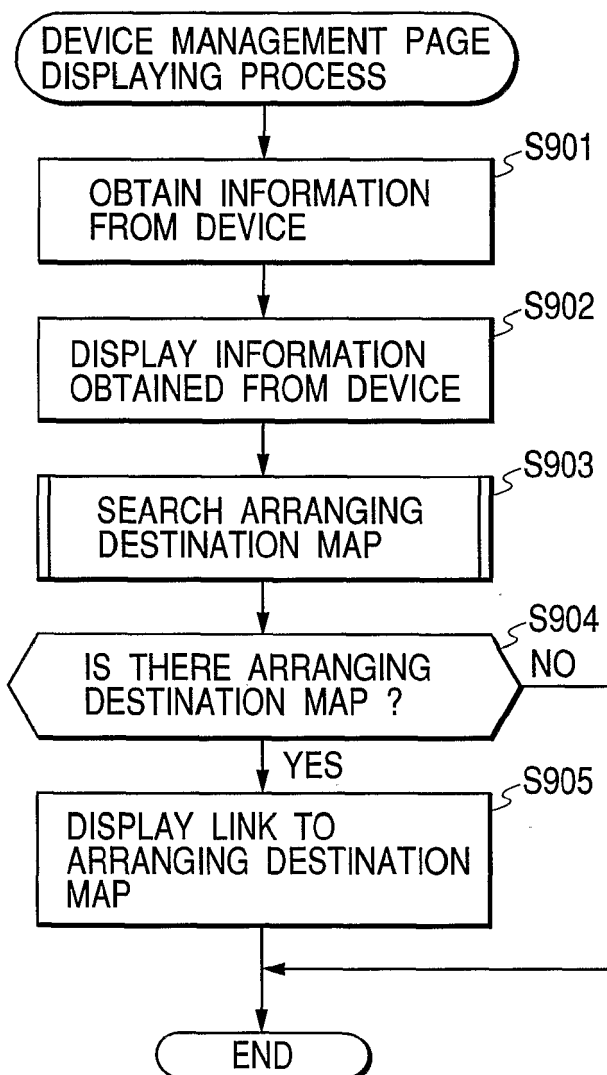 DEVICE MANAGEMENT PAGE
DISPLAYING PROCESS
S901
OBTAIN INFORMATION
FROM DEVICE
S902
DISPLAY INFORMATION
OBTAINED FROM DEVICE
S903
SEARCH ARRANGING
DESTINATION MAP
S904
IS THERE ARRANGING
DESTINATION MAP ?
NO
YES
S905
DISPLAY LINK TO
ARRANGING DESTINATION
MAP
END